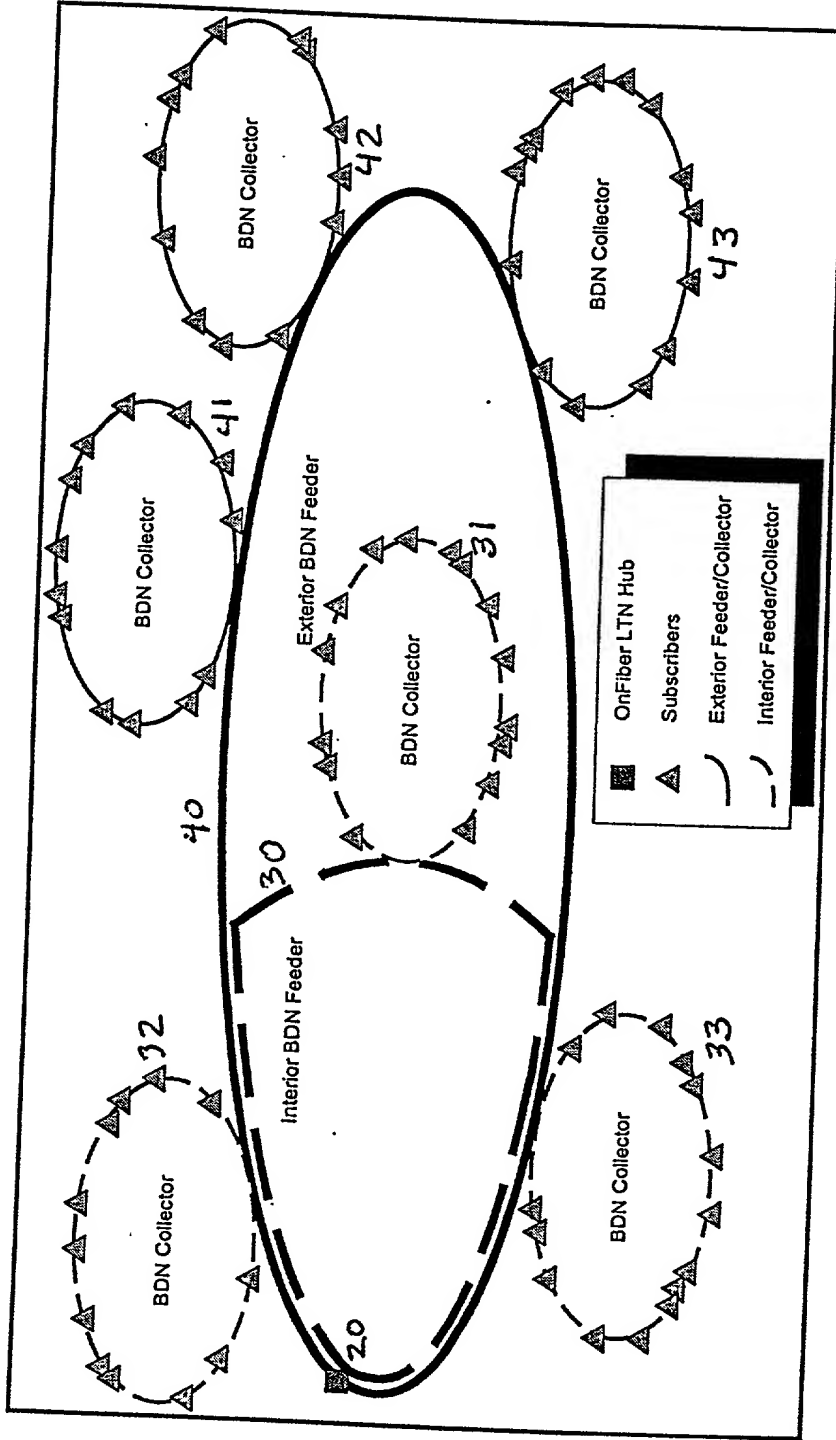 BDN Collector
32
BDN Collector
41
BDN Collector
42
40
30
Interior BDN Feeder
Exterior BDN Feeder
20
BDN Collector
31
BDN Collector
33
BDN Collector
43
OnFiber LTN Hub
Subscribers
Exterior Feeder/Collector
Interior Feeder/Collector